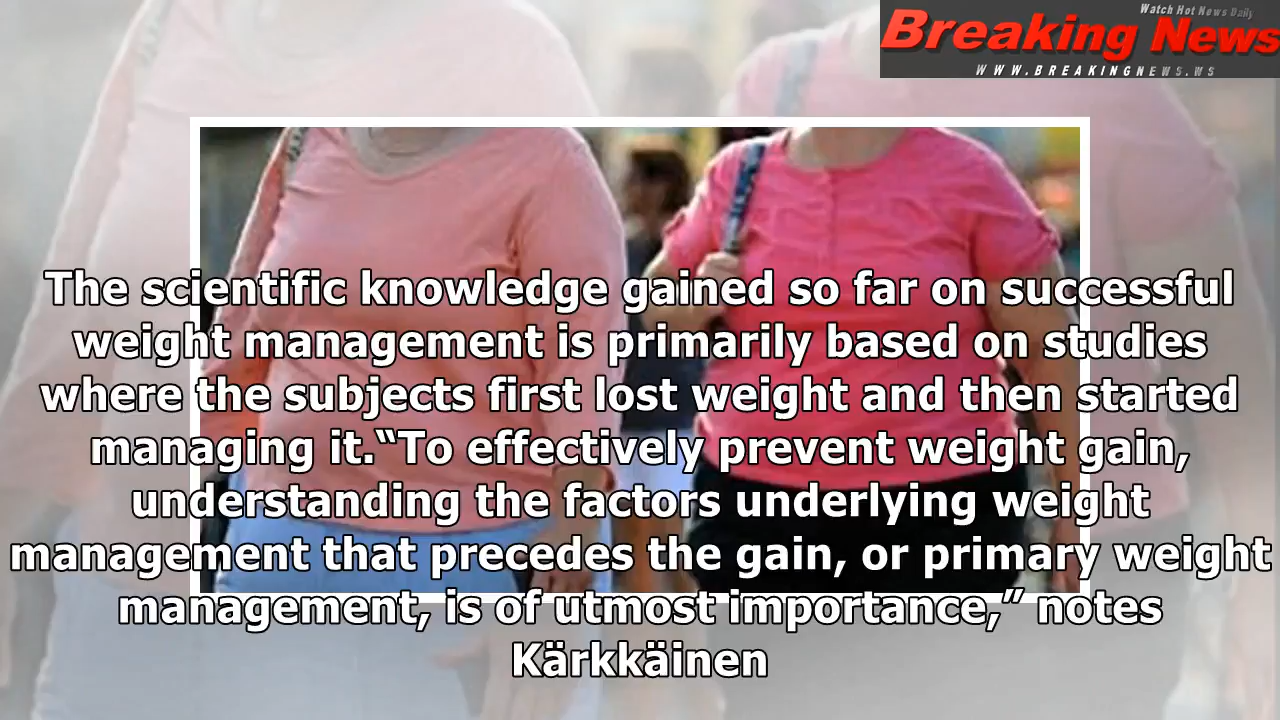 Watch Hot News Daily
Breaking News
WWW.BREAKINGNEWS.WS
The scientific knowledge gained so far on successful
weight management is primarily based on studies
where the subjects first lost weight and then started
managing it.“To effectively prevent weight gain,
understanding the factors underlying weight
management that precedes the gain, or primary weight
management, is of utmost importance,” notes
Kärkkäinen